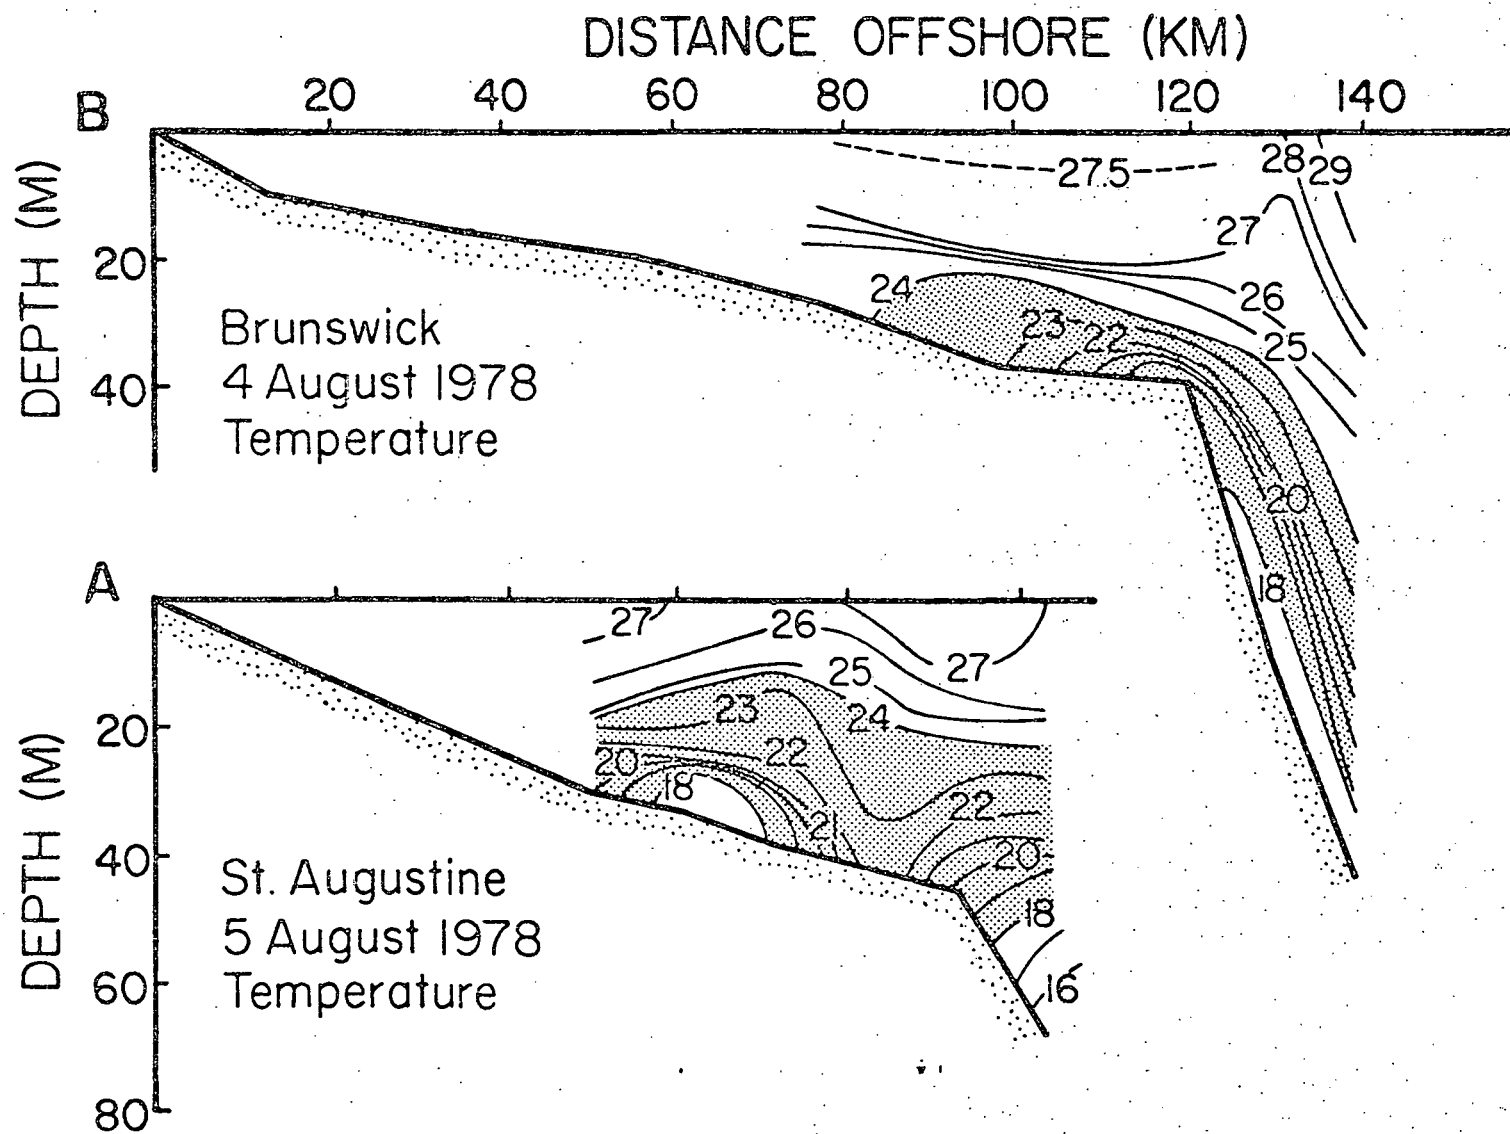 DISTANCE OFFSHORE (KM)
20 40 60 80 100 120 140
B
DEPTH (M)
20
40
27.5
28 29
27
26
25
24
23 22
20
18
Brunswick
4 August 1978
Temperature
A
DEPTH (M)
20
40
60
80
27 26
27
25
24
23
22
20
18
21
22
20
18
16
St. Augustine
5 August 1978
Temperature